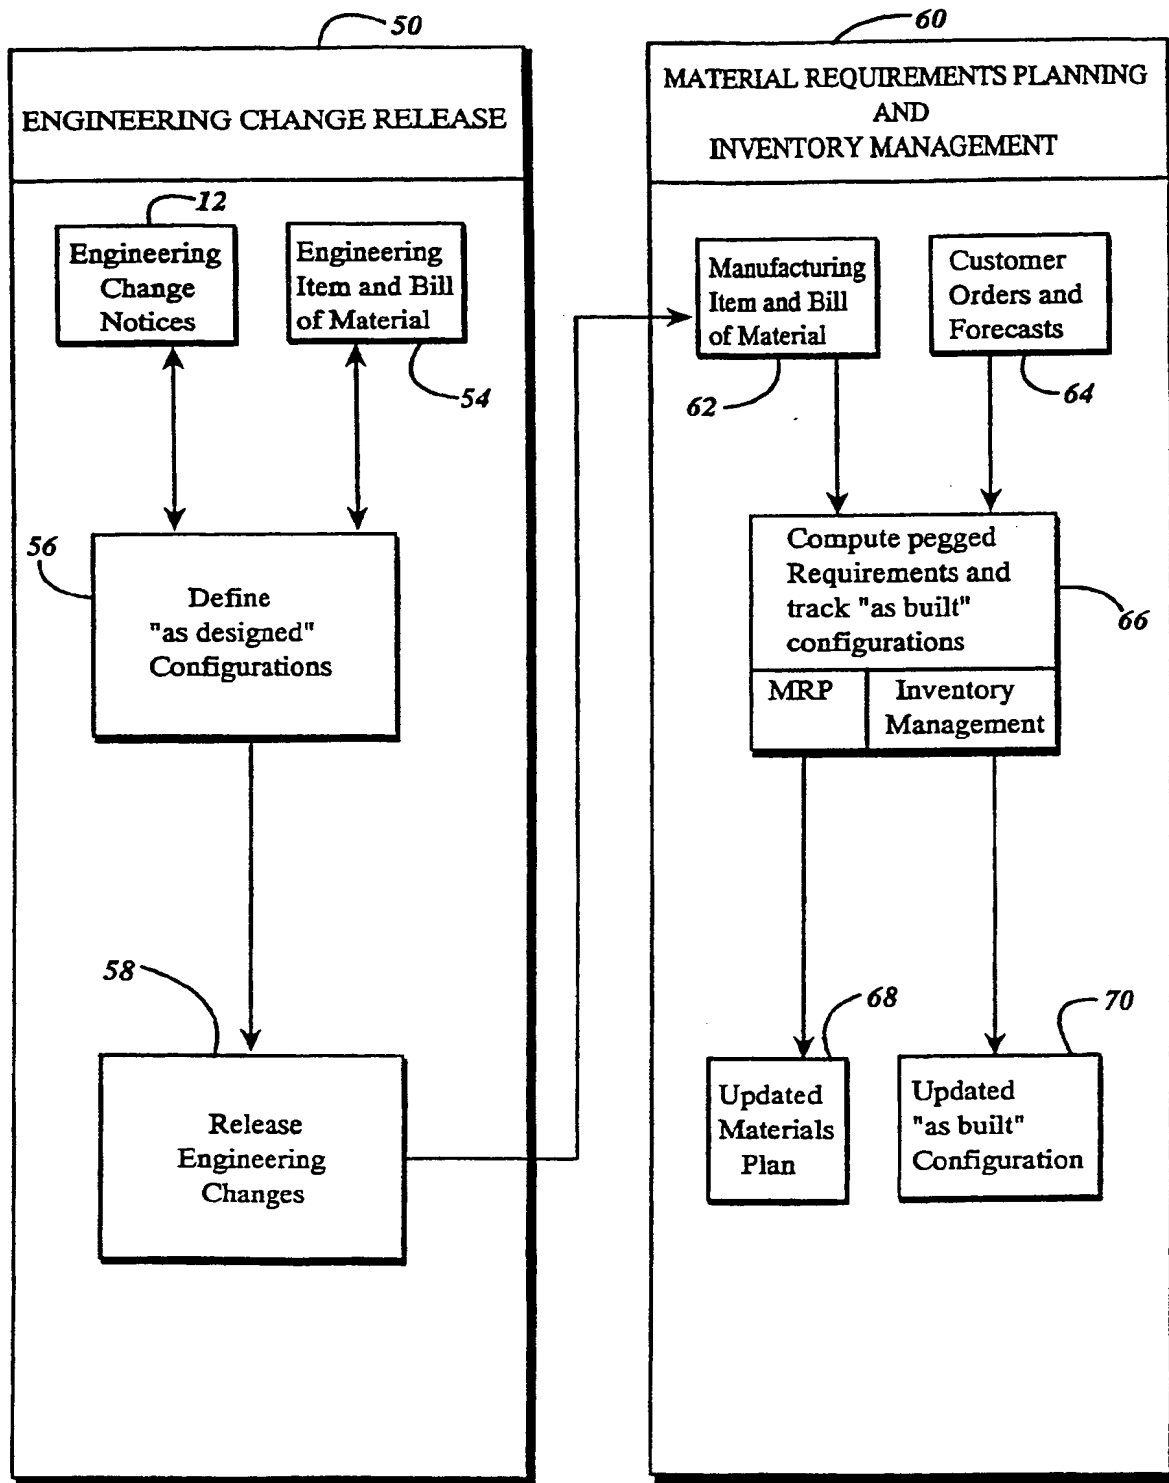 50
ENGINEERING CHANGE RELEASE
12
Engineering
Change
Notices
Engineering
Item and Bill
of Material
54
56
Define
"as designed"
Configurations
58
Release
Engineering
Changes
60
MATERIAL REQUIREMENTS PLANNING
AND
INVENTORY MANAGEMENT
Manufacturing
Item and Bill
of Material
62
Customer
Orders and
Forecasts
64
Compute pegged
Requirements and
track "as built"
configurations
66
MRP
Inventory
Management
68
Updated
Materials
Plan
70
Updated
"as built"
Configuration